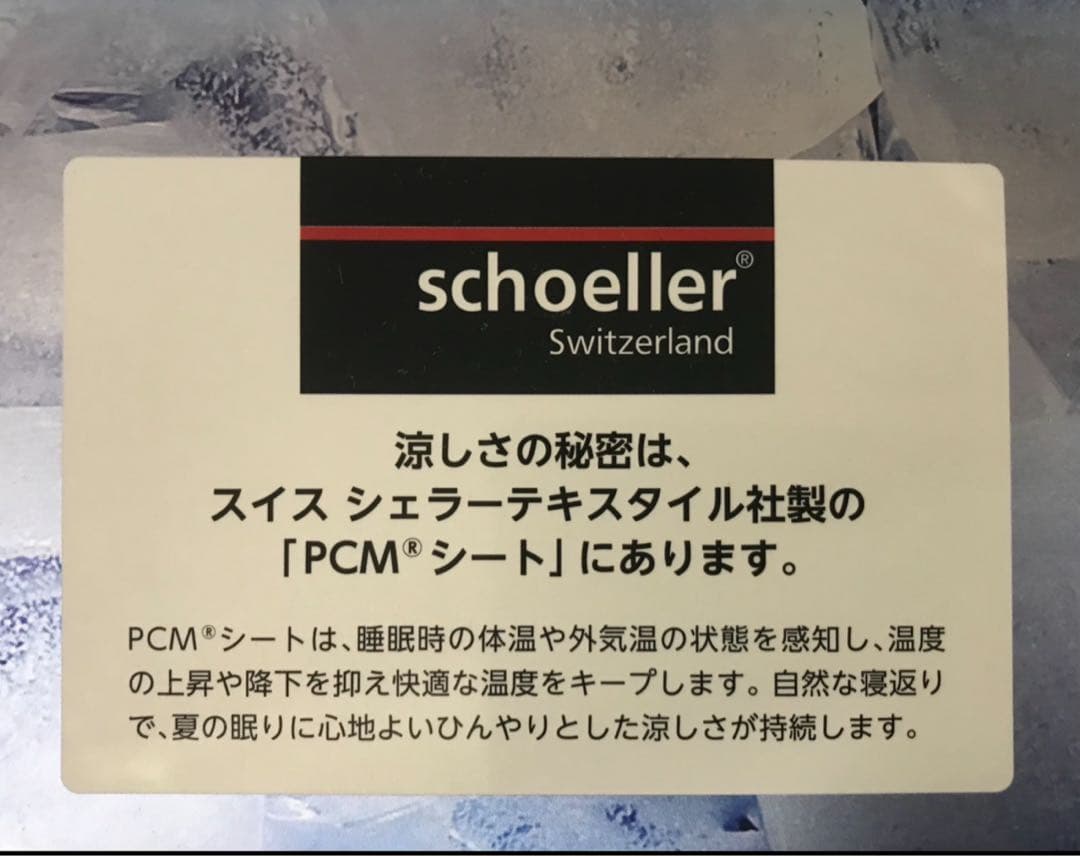 schoeller®
Switzerland
涼しさの秘密は、
スイス シェラーテキスタイル社製の
「PCM®シート」にあります。
PCM®シートは、睡眠時の体温や外気温の状態を感知し、温度
の上昇や降下を抑え快適な温度をキープします。自然な寝返り
で、夏の眠りに心地よいひんやりとした涼しさが持続します。